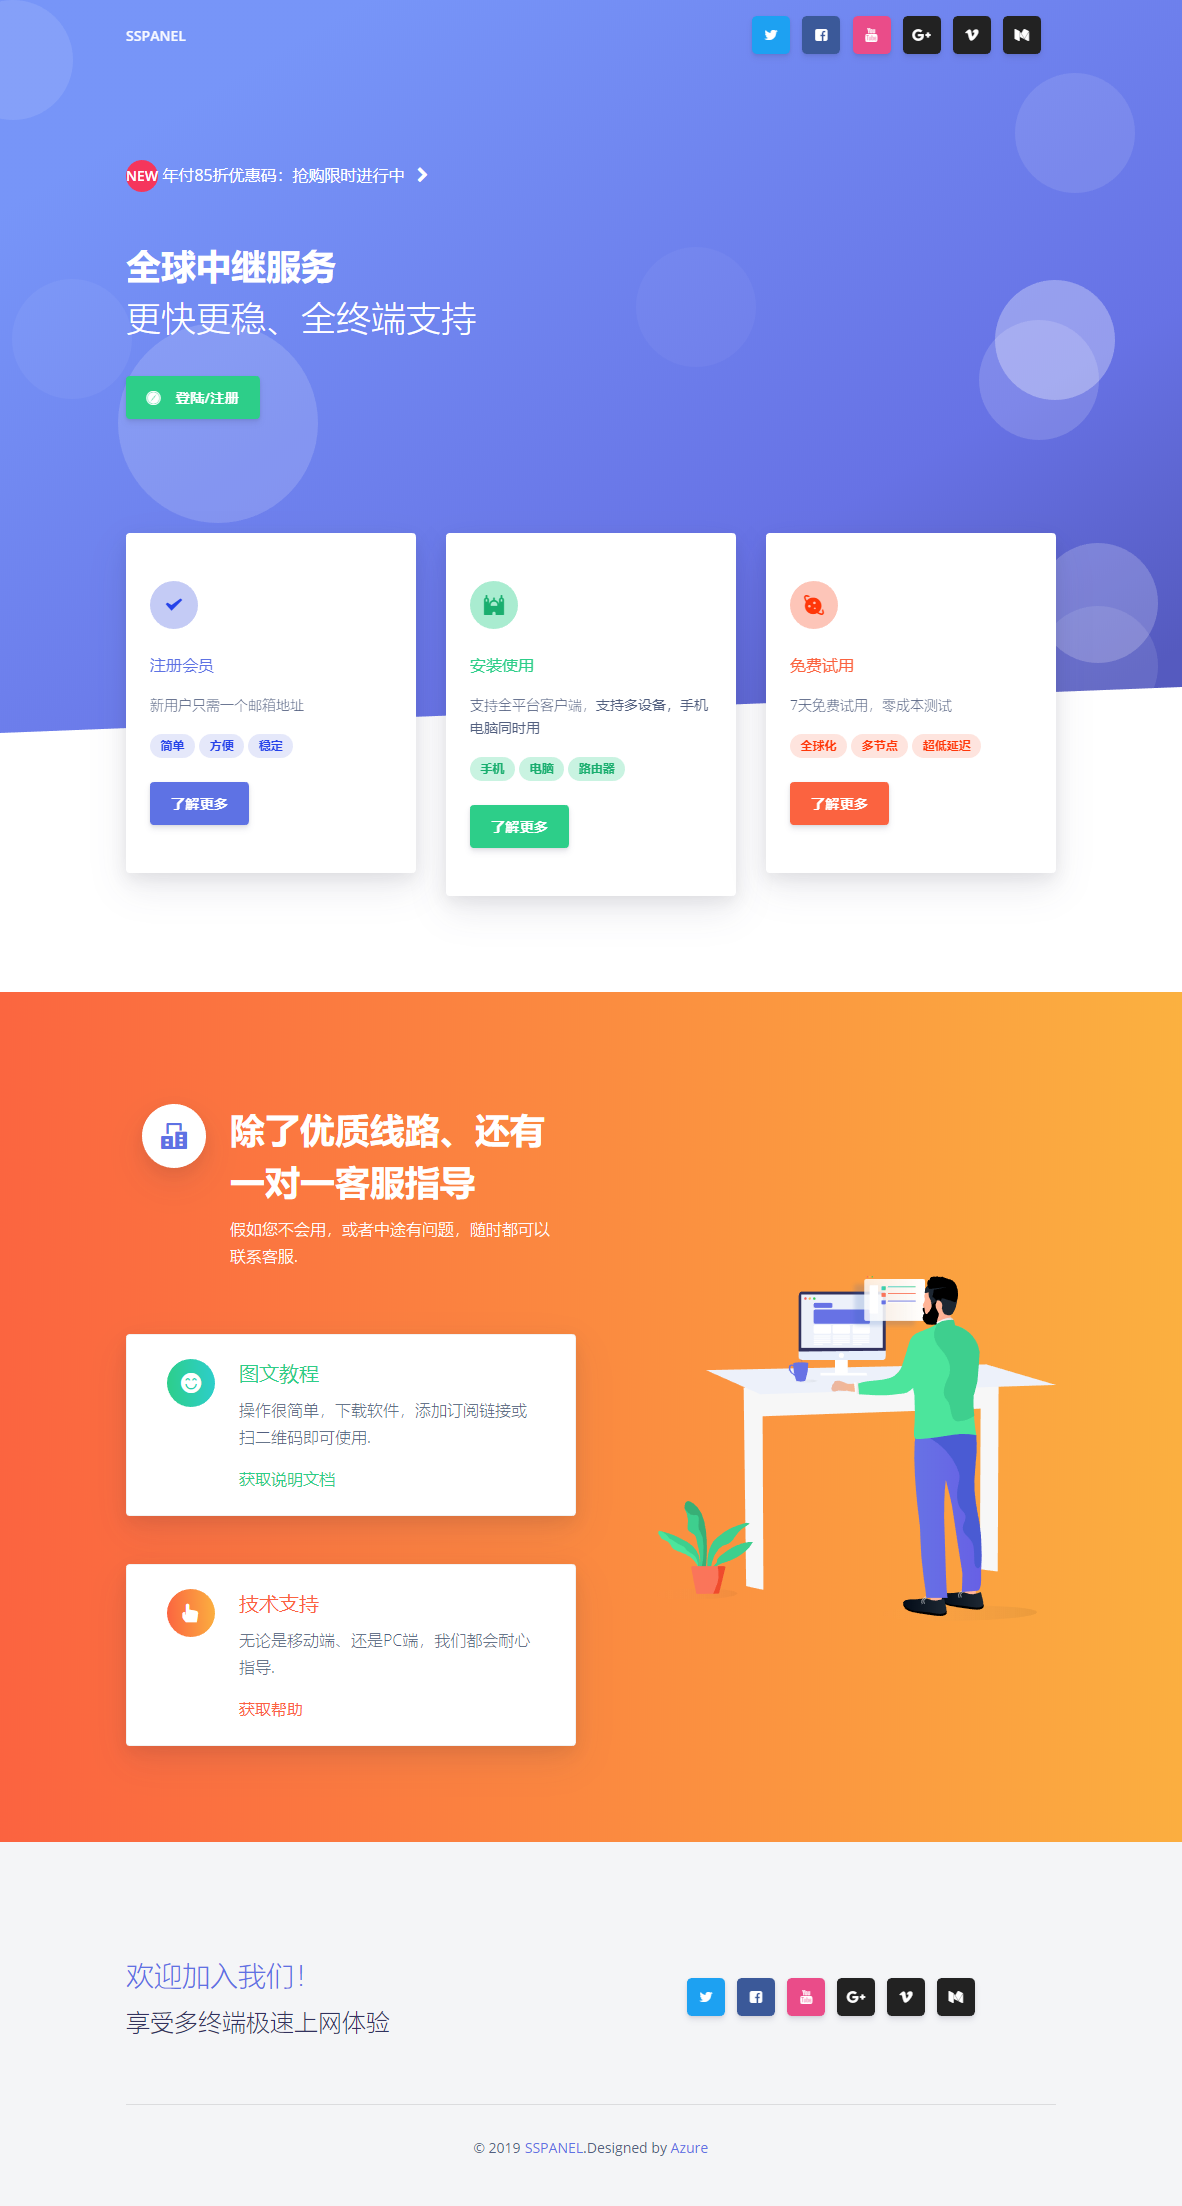 SSPANEL
NEW 年付85折优惠码：抢购限时进行中
全球中继服务
更快更稳、全终端支持
登陆/注册
注册会员
新用户只需一个邮箱地址
简单 方便 稳定
了解更多
安装使用
支持全平台客户端，支持多设备，手机
电脑同时用
手机 电脑 路由器
了解更多
免费试用
7天免费试用，零成本测试
全球化 多节点 超低延迟
了解更多
除了优质线路、还有
一对一客服指导
假如您不会用，或者中途有问题，随时都可以
联系客服.
图文教程
操作很简单，下载软件，添加订阅链接或
扫二维码即可使用.
获取说明文档
技术支持
无论是移动端、还是PC端，我们都会耐心
指导.
获取帮助
欢迎加入我们！
享受多终端极速上网体验
© 2019 SSPANEL.Designed by Azure